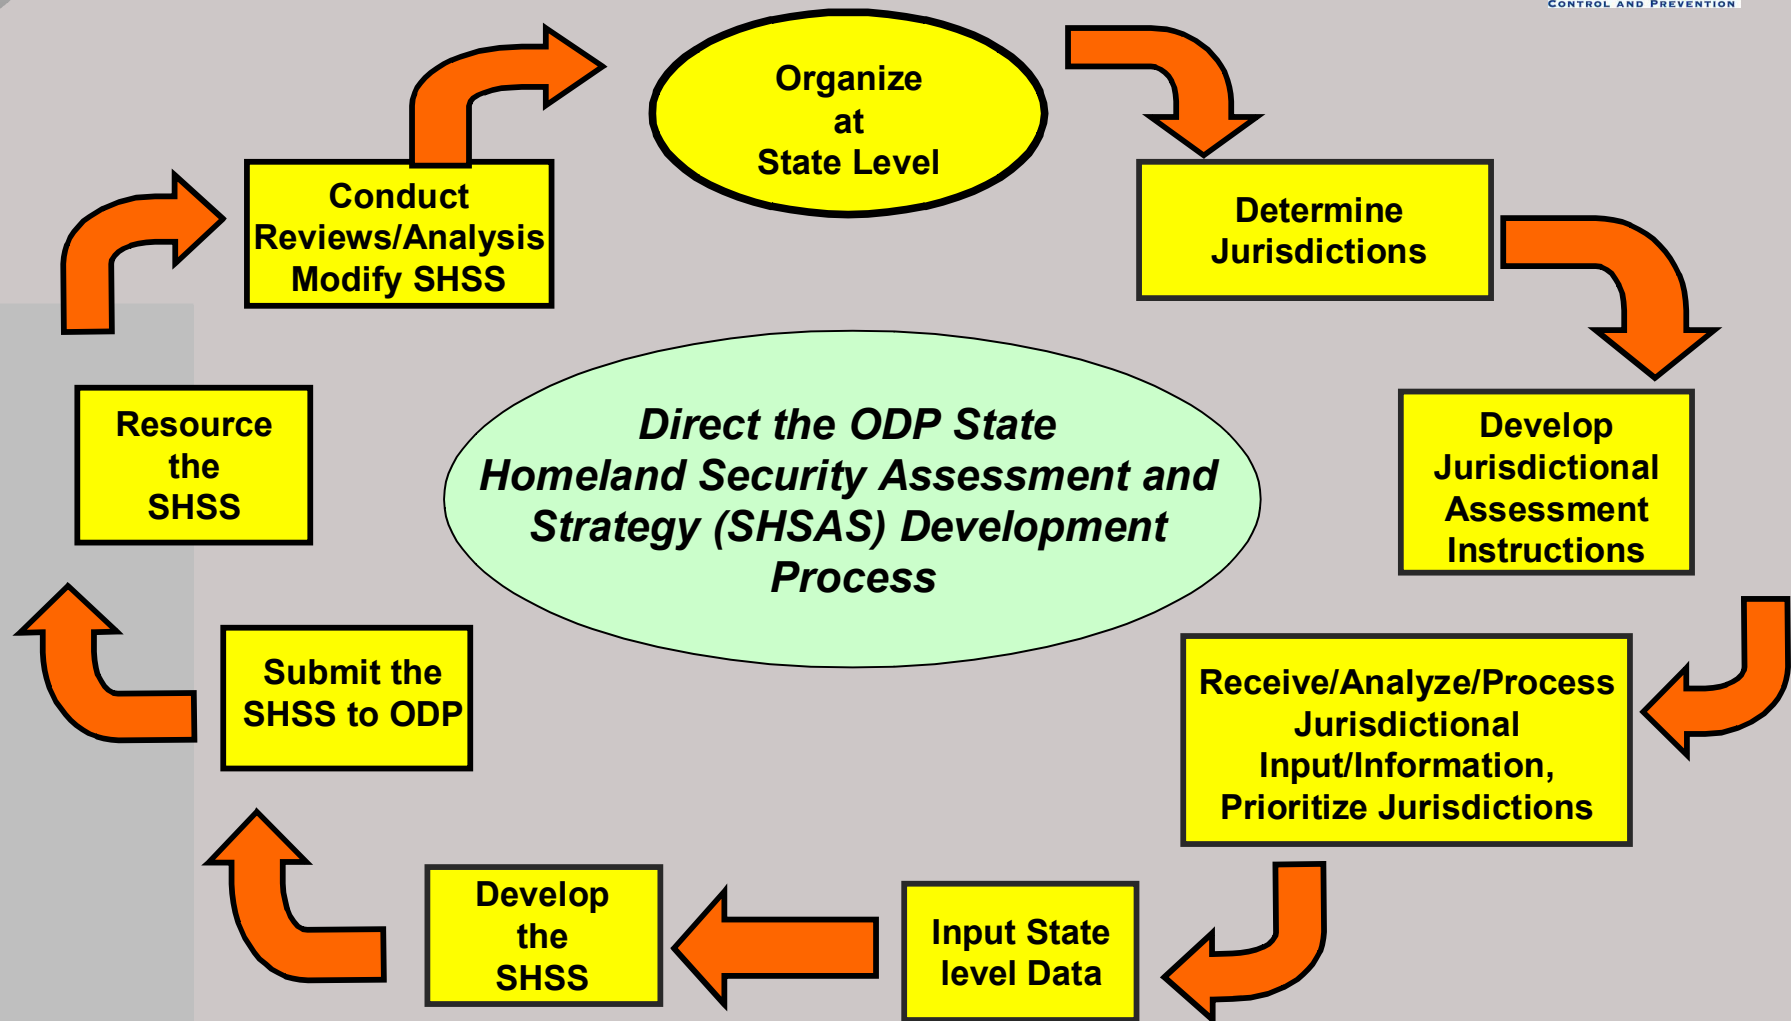 CONTROL AND PREVENTION
Organize
at
State Level
Conduct
Reviews/Analysis
Modify SHSS
Determine
Jurisdictions
Resource
the
SHSS
Direct the ODP State
Homeland Security Assessment and
Strategy (SHSAS) Development
Process
Develop
Jurisdictional
Assessment
Instructions
Submit the
SHSS to ODP
Receive/Analyze/Process
Jurisdictional
Input/Information,
Prioritize Jurisdictions
Develop
the
SHSS
Input State
level Data